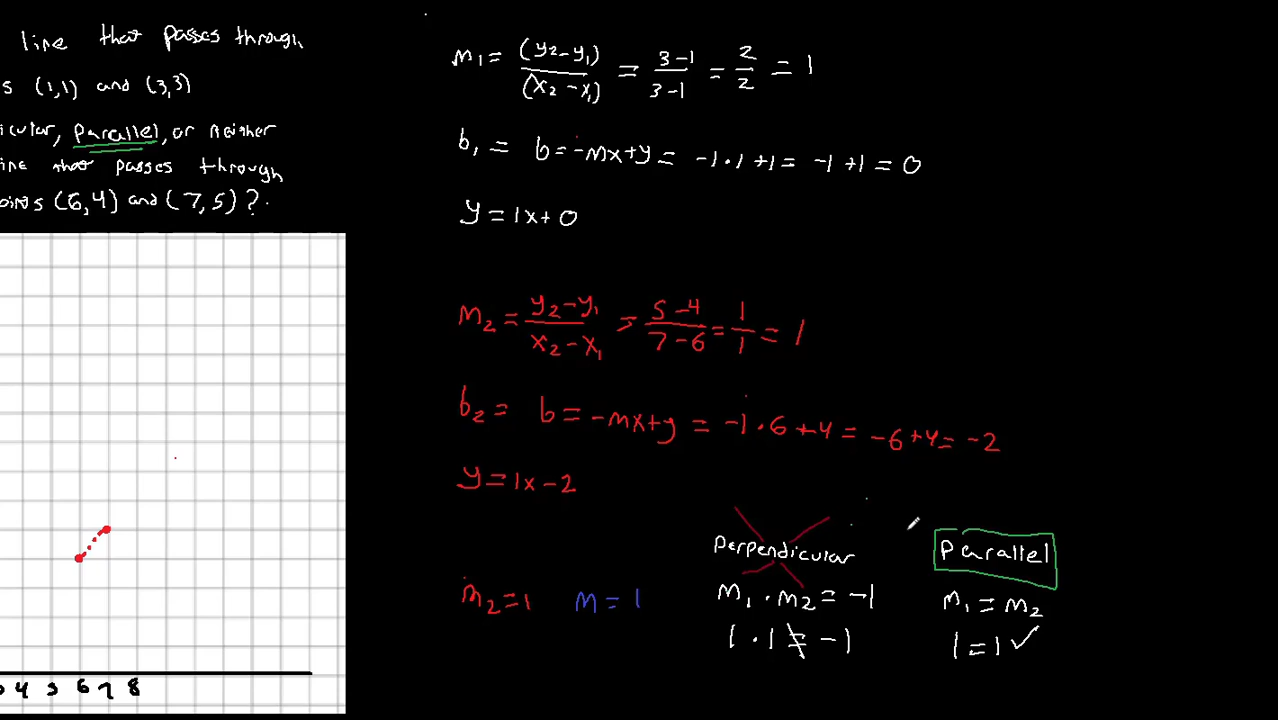 line that passes through
s (1,1) and (3,3)
icular, parallel, or neither
ine that passes through
oints (6,4) and (7,5)?
m₁ = (y₂-y₁)/(x₂-x₁) = 3-1/3-1 = 2/2 = 1
b₁ = b=-mx+y = -1·1+1 = -1+1 = 0
y = 1x+0
m₂ = y₂-y₁/x₂-x₁ = 5-4/7-6 = 1/1 = 1
b₂ = b=-mx+y = -1·6+4 = -6+4 = -2
y = 1x-2
Perpendicular
Parallel
m₂=1 m=1 m₁·m₂=-1 m₁=m₂
1·1≠-1 1=1✓
4 5 6 7 8